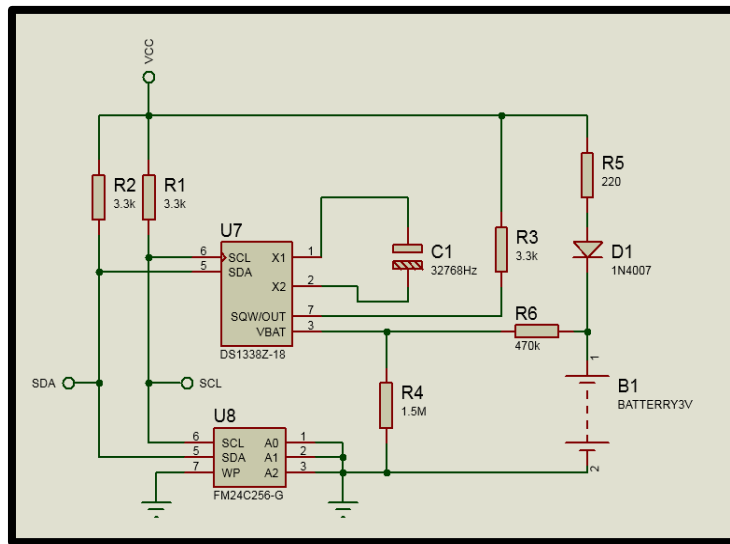 VCC
R2
3.3k
R1
3.3k
U7
6
SCL
5
SDA
X1
1
X2
2
SQW/OUT
7
VBAT
3
DS1338Z-18
C1
32768Hz
R3
3.3k
R5
220
D1
1N4007
R6
470k
R4
1.5M
1
B1
BATTERRY3V
2
SDA
SCL
U8
6
SCL
5
SDA
7
WP
A0
1
A1
2
A2
3
FM24C256-G